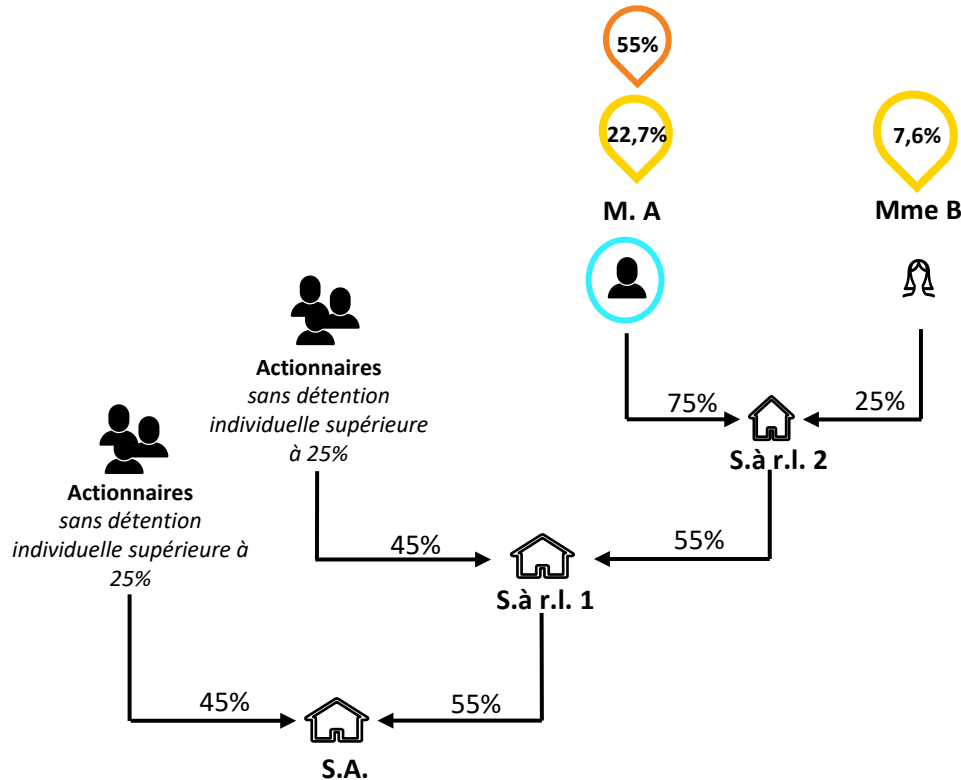 55%
22,7%
7,6%
M. A
Mme B
Actionnaires
sans détention
individuelle supérieure
à 25%
75%
25%
S.à r.l. 2
Actionnaires
sans détention
individuelle supérieure à
25%
45%
55%
S.à r.l. 1
45%
55%
S.A.